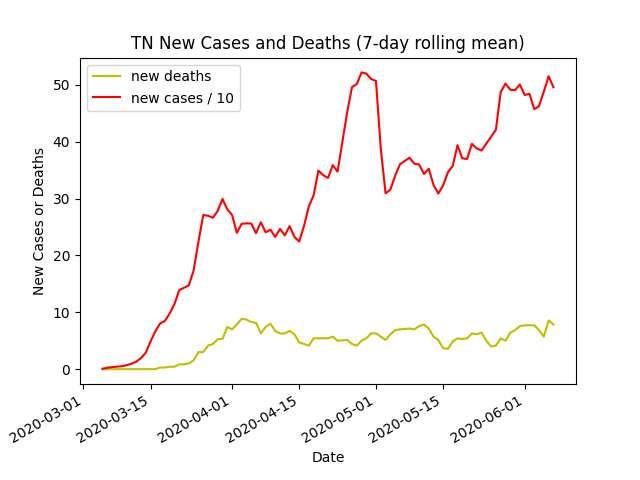 TN New Cases and Deaths (7-day rolling mean)
new deaths
new cases / 10
50
40
30
20
10
0
New Cases or Deaths
2020-03-01
2020-03-15
2020-04-01
2020-04-15
2020-05-01
2020-05-15
2020-06-01
Date